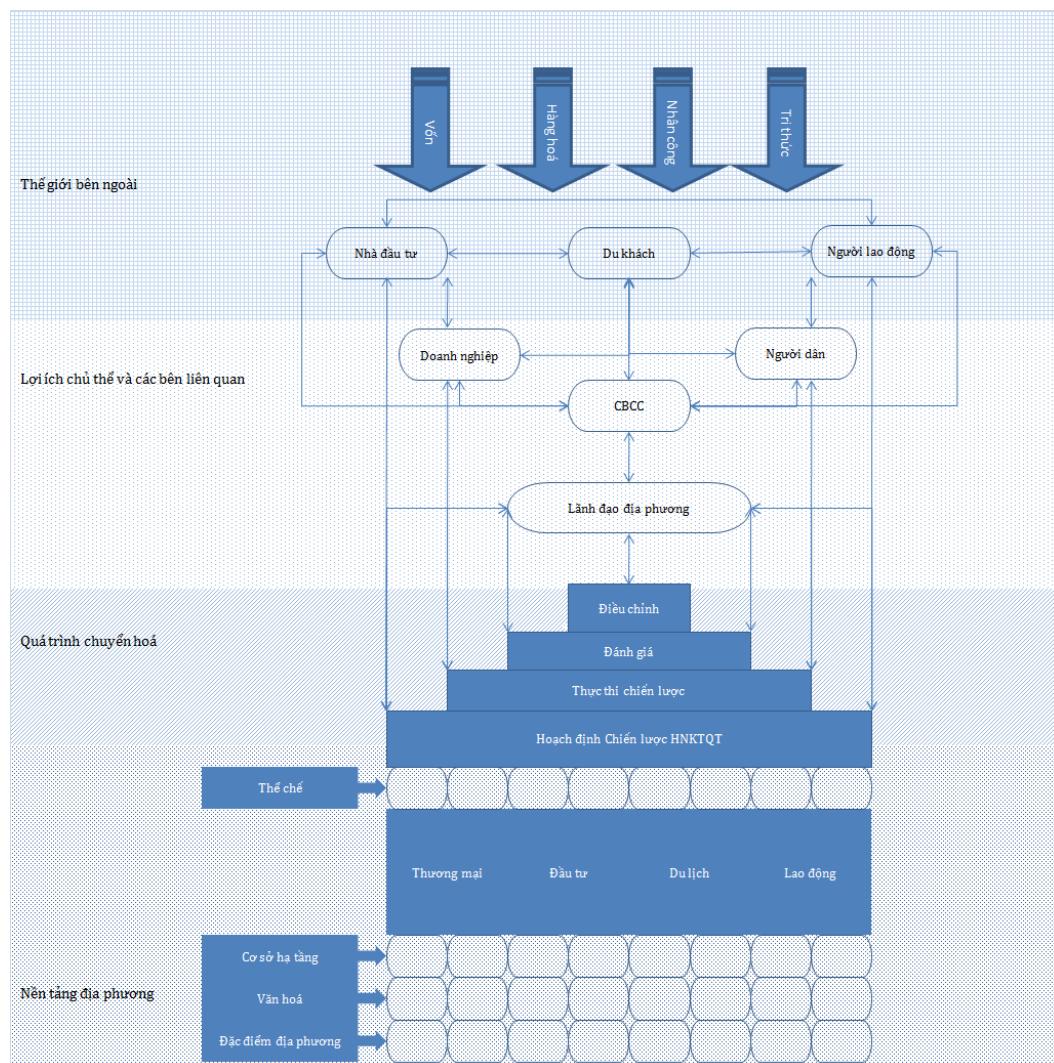 Vốn
Hàng hoá
Nhân công
Tri thức
Thế giới bên ngoài
Nhà đầu tư
Du khách
Người lao động
Doanh nghiệp
Người dân
Lợi ích chủ thể và các bên liên quan
CBCC
Lãnh đạo địa phương
Điều chỉnh
Quá trình chuyển hoá
Đánh giá
Thực thi chiến lược
Hoạch định Chiến lược HNKTQT
Thể chế
Thương mại
Đầu tư
Du lịch
Lao động
Cơ sở hạ tầng
Nền tảng địa phương
Văn hoá
Đặc điểm địa phương